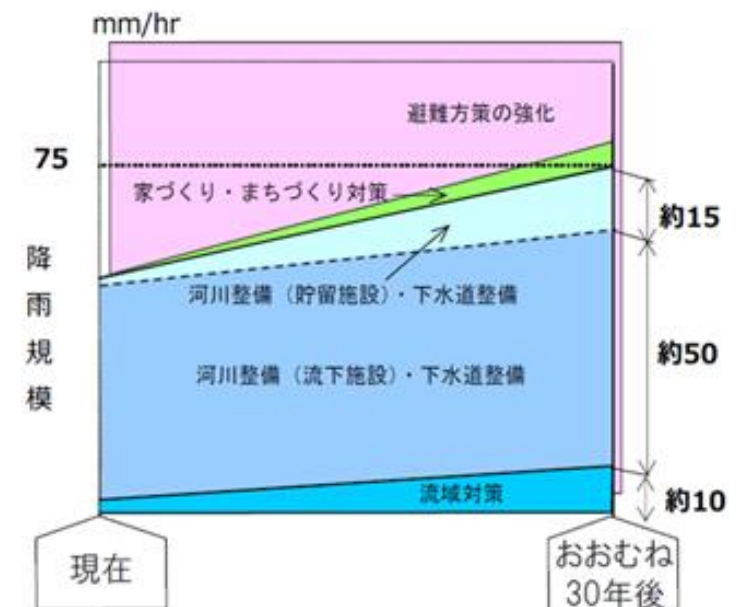 mm/hr
避難方策の強化
75
家づくり・まちづくり対策
約15
降雨規模
河川整備（貯留施設）・下水道整備
約50
河川整備（流下施設）・下水道整備
流域対策
約10
現在
おおむね
30年後